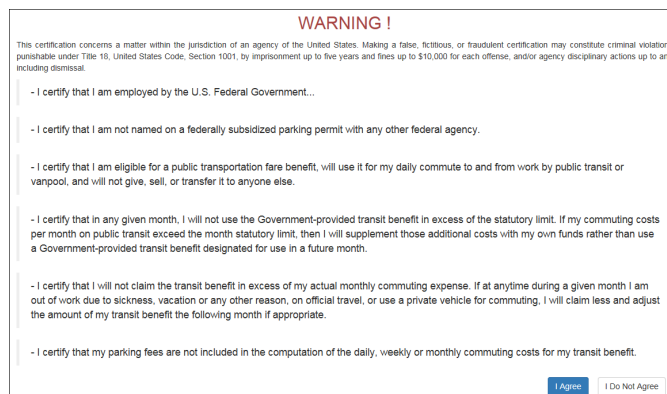 WARNING !
This certification concerns a matter within the jurisdiction of an agency of the United States. Making a false, fictitious, or fraudulent certification may constitute criminal violation
punishable under Title 18, United States Code, Section 1001, by imprisonment up to five years and fines up to $10,000 for each offense, and/or agency disciplinary actions up to an
including dismissal.
- I certify that I am employed by the U.S. Federal Government...
- I certify that I am not named on a federally subsidized parking permit with any other federal agency.
- I certify that I am eligible for a public transportation fare benefit, will use it for my daily commute to and from work by public transit or
vanpool, and will not give, sell, or transfer it to anyone else.
- I certify that in any given month, I will not use the Government-provided transit benefit in excess of the statutory limit. If my commuting costs
per month on public transit exceed the month statutory limit, then I will supplement those additional costs with my own funds rather than use
a Government-provided transit benefit designated for use in a future month.
- I certify that I will not claim the transit benefit in excess of my actual monthly commuting expense. If at anytime during a given month I am
out of work due to sickness, vacation or any other reason, on official travel, or use a private vehicle for commuting, I will claim less and adjust
the amount of my transit benefit the following month if appropriate.
- I certify that my parking fees are not included in the computation of the daily, weekly or monthly commuting costs for my transit benefit.
I Agree I Do Not Agree